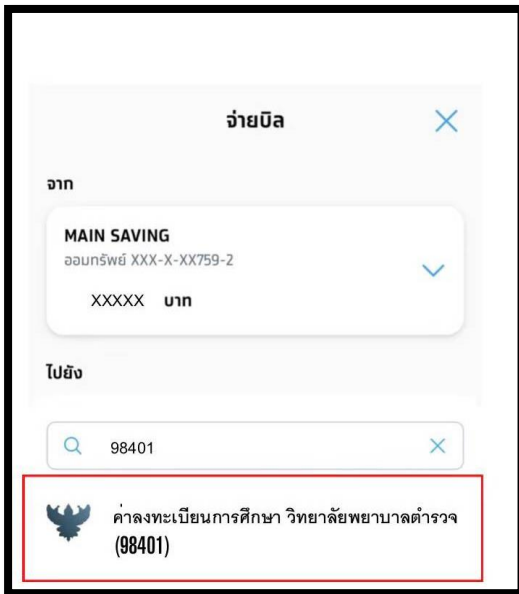 จ่ายบิล
จาก
MAIN SAVING
ออมทรัพย์ XXX-X-XX759-2
XXXXX บาท
ไปยัง
98401
ค่าลงทะเบียนการศึกษา วิทยาลัยพยาบาลตำรวจ
(98401)